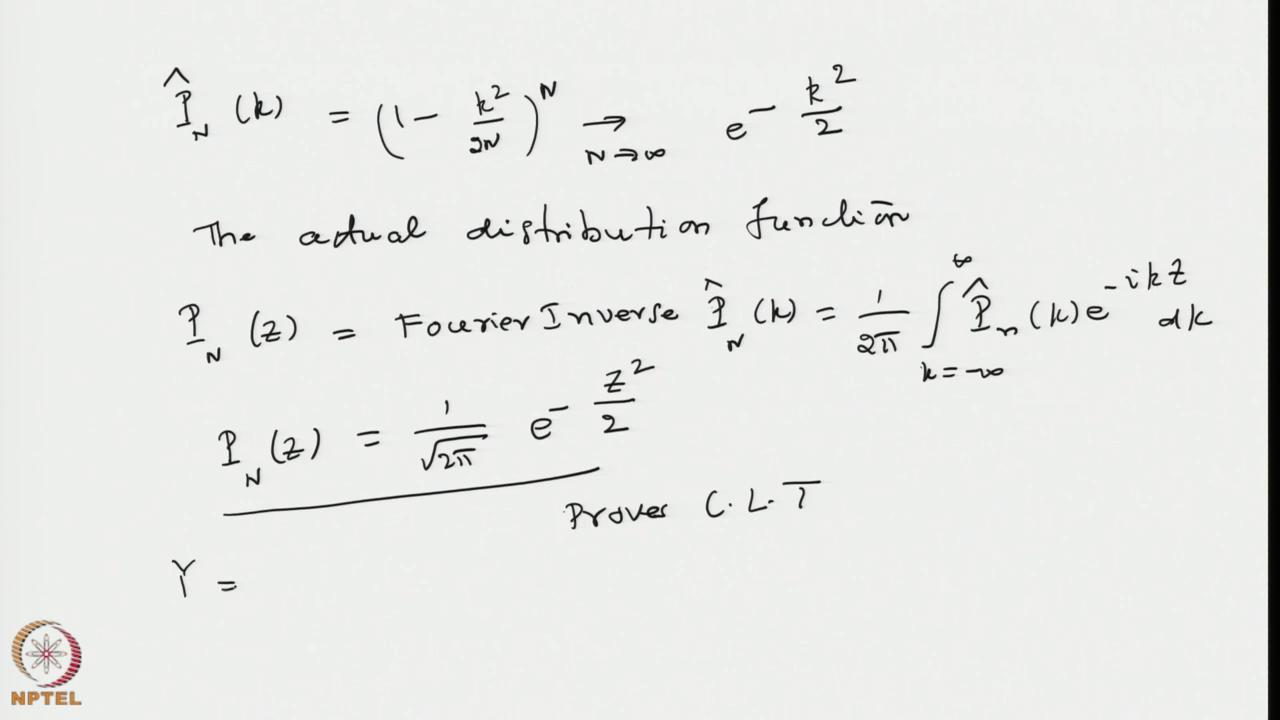 P̂_N (k) = (1 - k²/2N)^N → N→∞ e^- k²/2
The actual distribution function
P_N (z) = Fourier Inverse P̂_N (k) = 1/2π ∫_{k=-∞}^{∞} P̂_n (k) e^{-ikz} dk
P_N (z) = 1/√2π e^- z²/2
Proves C.L.T
Y =
NPTEL